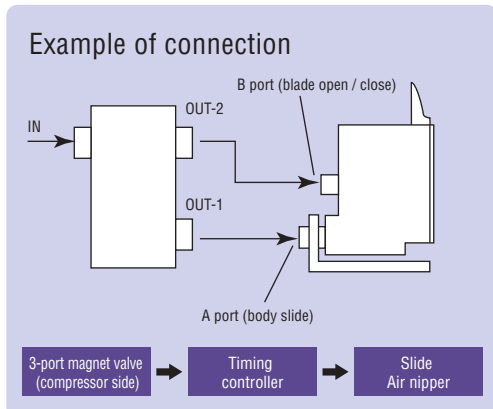 Example of connection
B port (blade open / close)
OUT-2
IN
OUT-1
A port (body slide)
3-port magnet valve
(compressor side)
Timing
controller
Slide
Air nipper